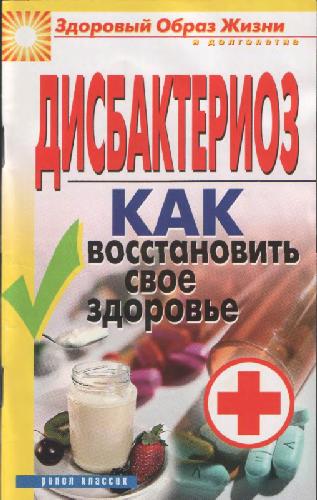 Здоровый Образ Жизни
и долголетие
ДИСБАКТЕРИОЗ
КАК
ВОССТАНОВИТЬ
СВОЕ
ЗДОРОВЬЕ
рипол классик